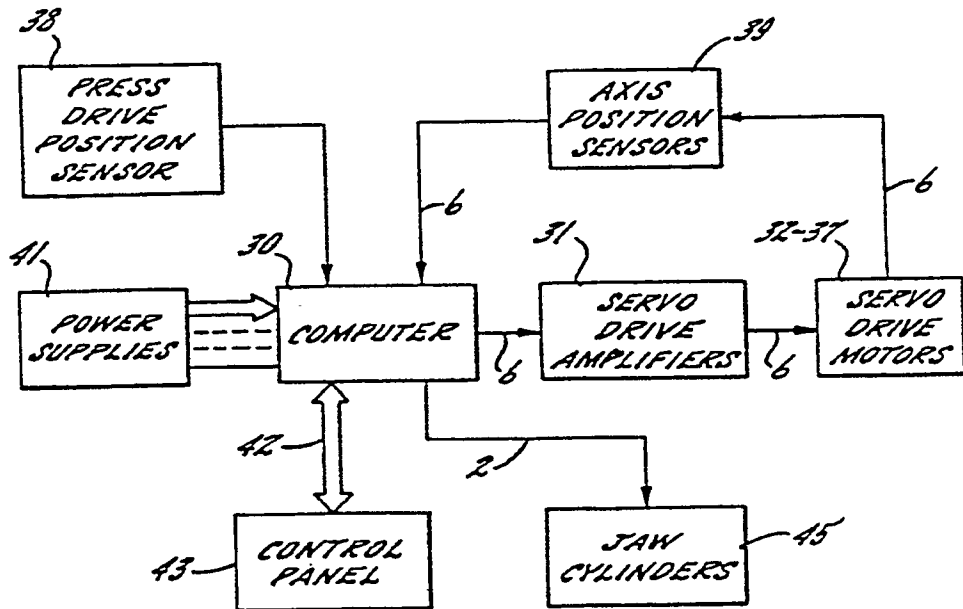 38
PRESS
DRIVE
POSITION
SENSOR
39
AXIS
POSITION
SENSORS
6
6
41
POWER
SUPPLIES
30
COMPUTER
6
31
SERVO
DRIVE
AMPLIFIERS
6
32-37
SERVO
DRIVE
MOTORS
42
2
43
CONTROL
PANEL
JAW
CYLINDERS
45